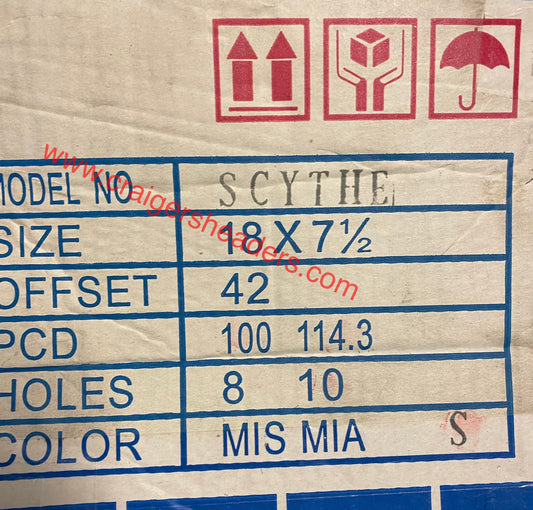 MODEL NO SCYTHE
SIZE 18 X 7½
OFFSET 42
PCD 100 114.3
HOLES 8 10
COLOR MIS MIA S
www.craigersheaders.com